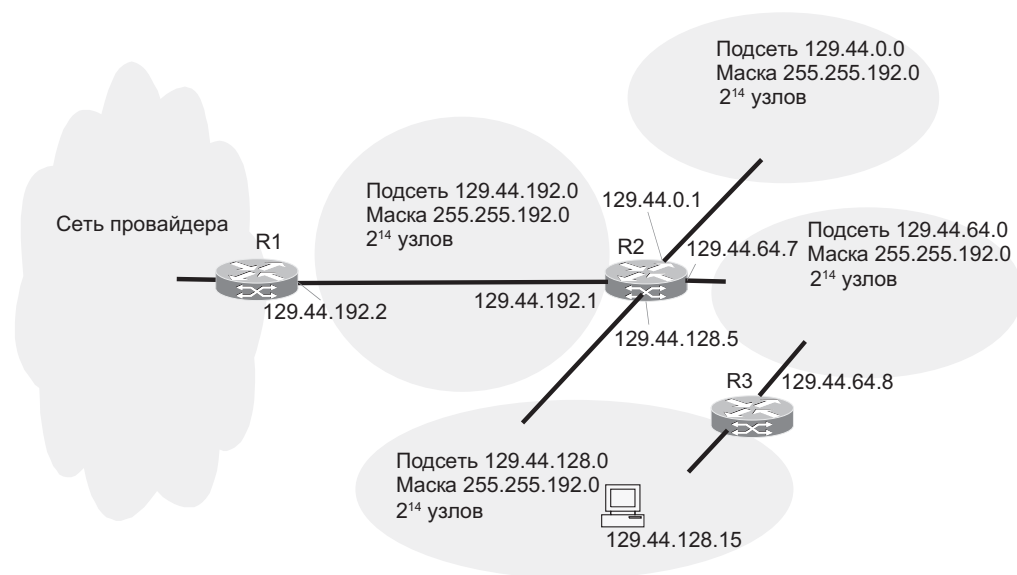 Подсеть 129.44.0.0
Маска 255.255.192.0
2¹⁴ узлов
Сеть провайдера
Подсеть 129.44.192.0
Маска 255.255.192.0
2¹⁴ узлов
129.44.0.1
R1
R2
129.44.64.7
Подсеть 129.44.64.0
Маска 255.255.192.0
2¹⁴ узлов
129.44.192.2
129.44.192.1
129.44.128.5
R3
129.44.64.8
Подсеть 129.44.128.0
Маска 255.255.192.0
2¹⁴ узлов
129.44.128.15